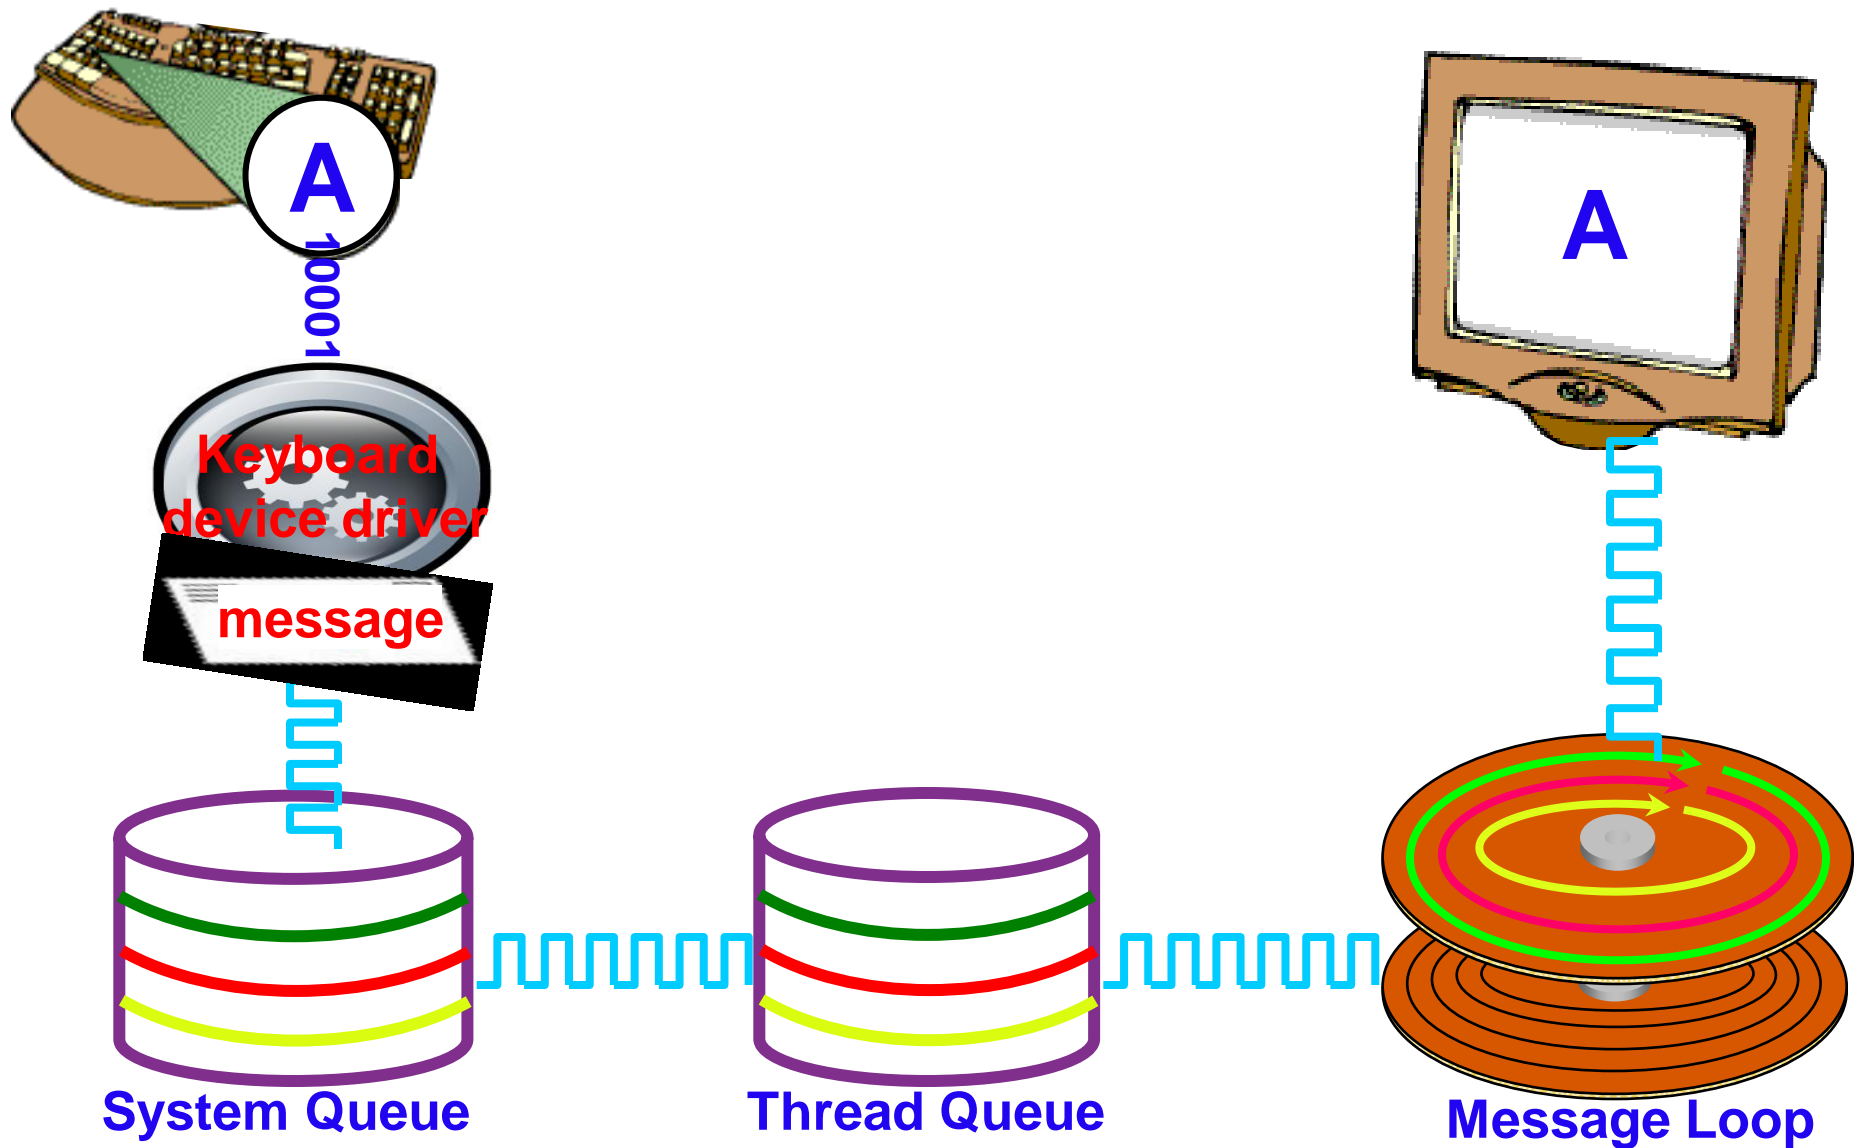 A
10001
A
Keyboard
device driver
message
System Queue
Thread Queue
Message Loop